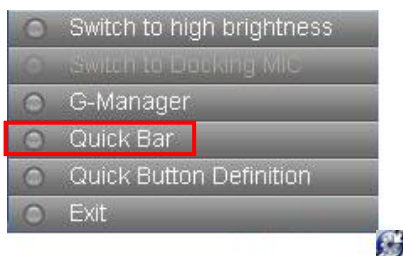 Switch to high brightness
Switch to Docking MIC
G-Manager
Quick Bar
Quick Button Definition
Exit